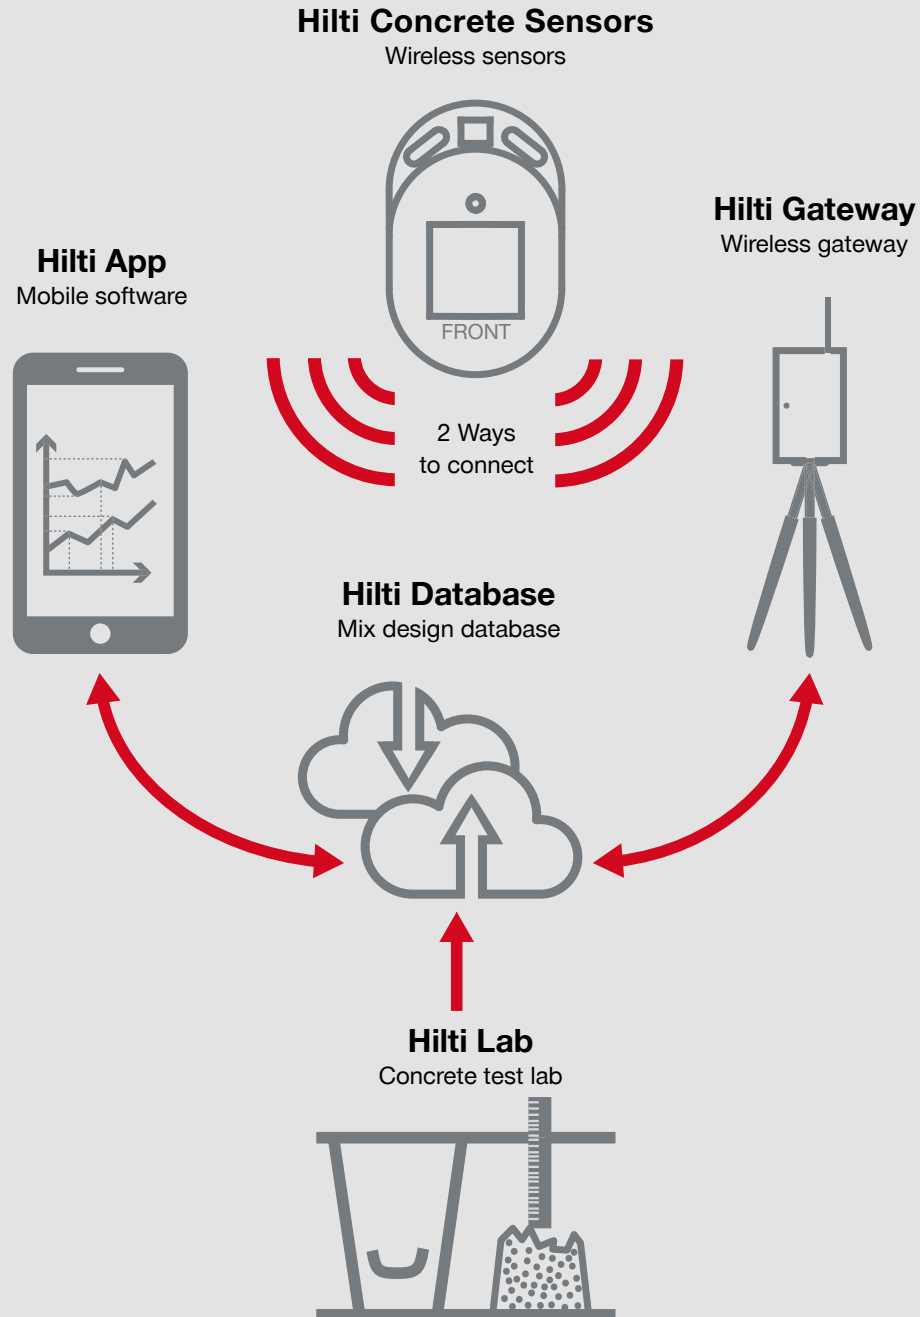 Hilti Concrete Sensors
Wireless sensors
Hilti Gateway
Wireless gateway
Hilti App
Mobile software
FRONT
2 Ways
to connect
Hilti Database
Mix design database
Hilti Lab
Concrete test lab